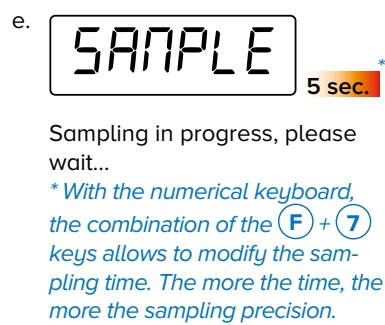 e.
SAMPLE
*
5 sec.
Sampling in progress, please
wait...
* With the numerical keyboard,
the combination of the F + 7
keys allows to modify the sam-
pling time. The more the time, the
more the sampling precision.